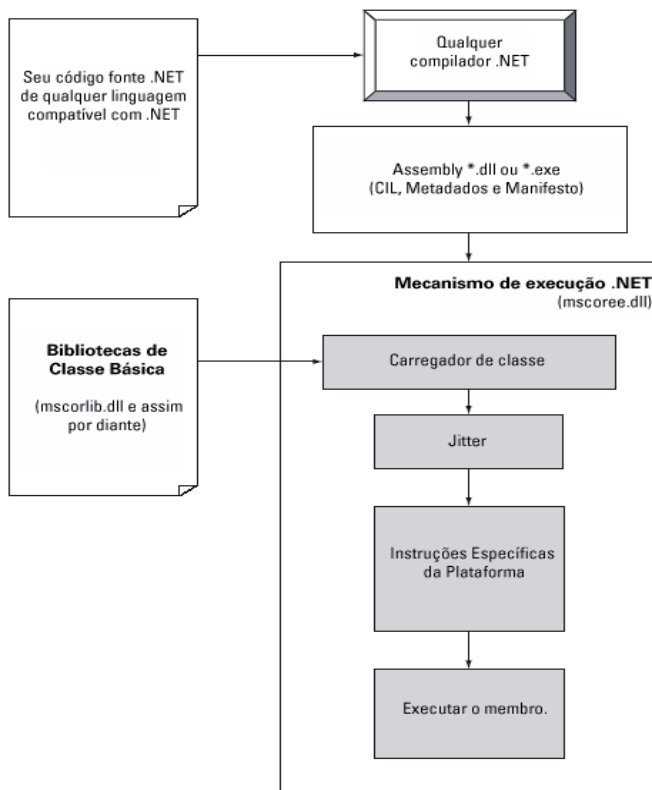 Seu código fonte .NET
de qualquer linguagem
compatível com .NET
Qualquer
compilador .NET
Assembly *.dll ou *.exe
(CIL, Metadados e Manifesto)
Mecanismo de execução .NET
(mscoree.dll)
Bibliotecas de
Classe Básica
(mscorlib.dll e assim
por diante)
Carregador de classe
Jitter
Instruções Específicas
da Plataforma
Executar o membro.